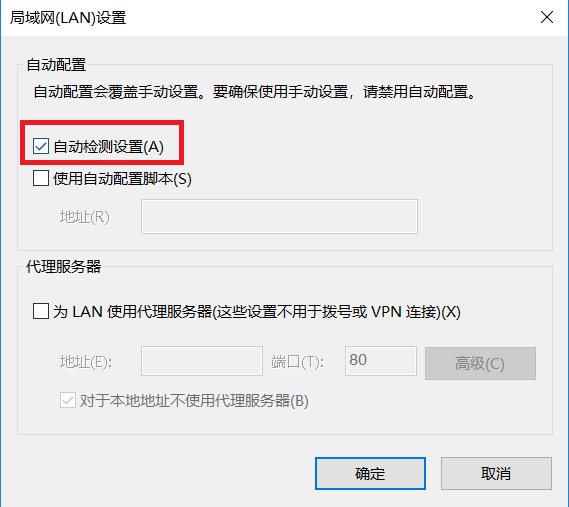 局域网(LAN)设置
自动配置
自动配置会覆盖手动设置。要确保使用手动设置，请禁用自动配置。
自动检测设置(A)
使用自动配置脚本(S)
地址(R)
代理服务器
为 LAN 使用代理服务器(这些设置不用于拨号或 VPN 连接)(X)
地址(E): 端口(T): 80 高级(C)
对于本地地址不使用代理服务器(B)
确定 取消